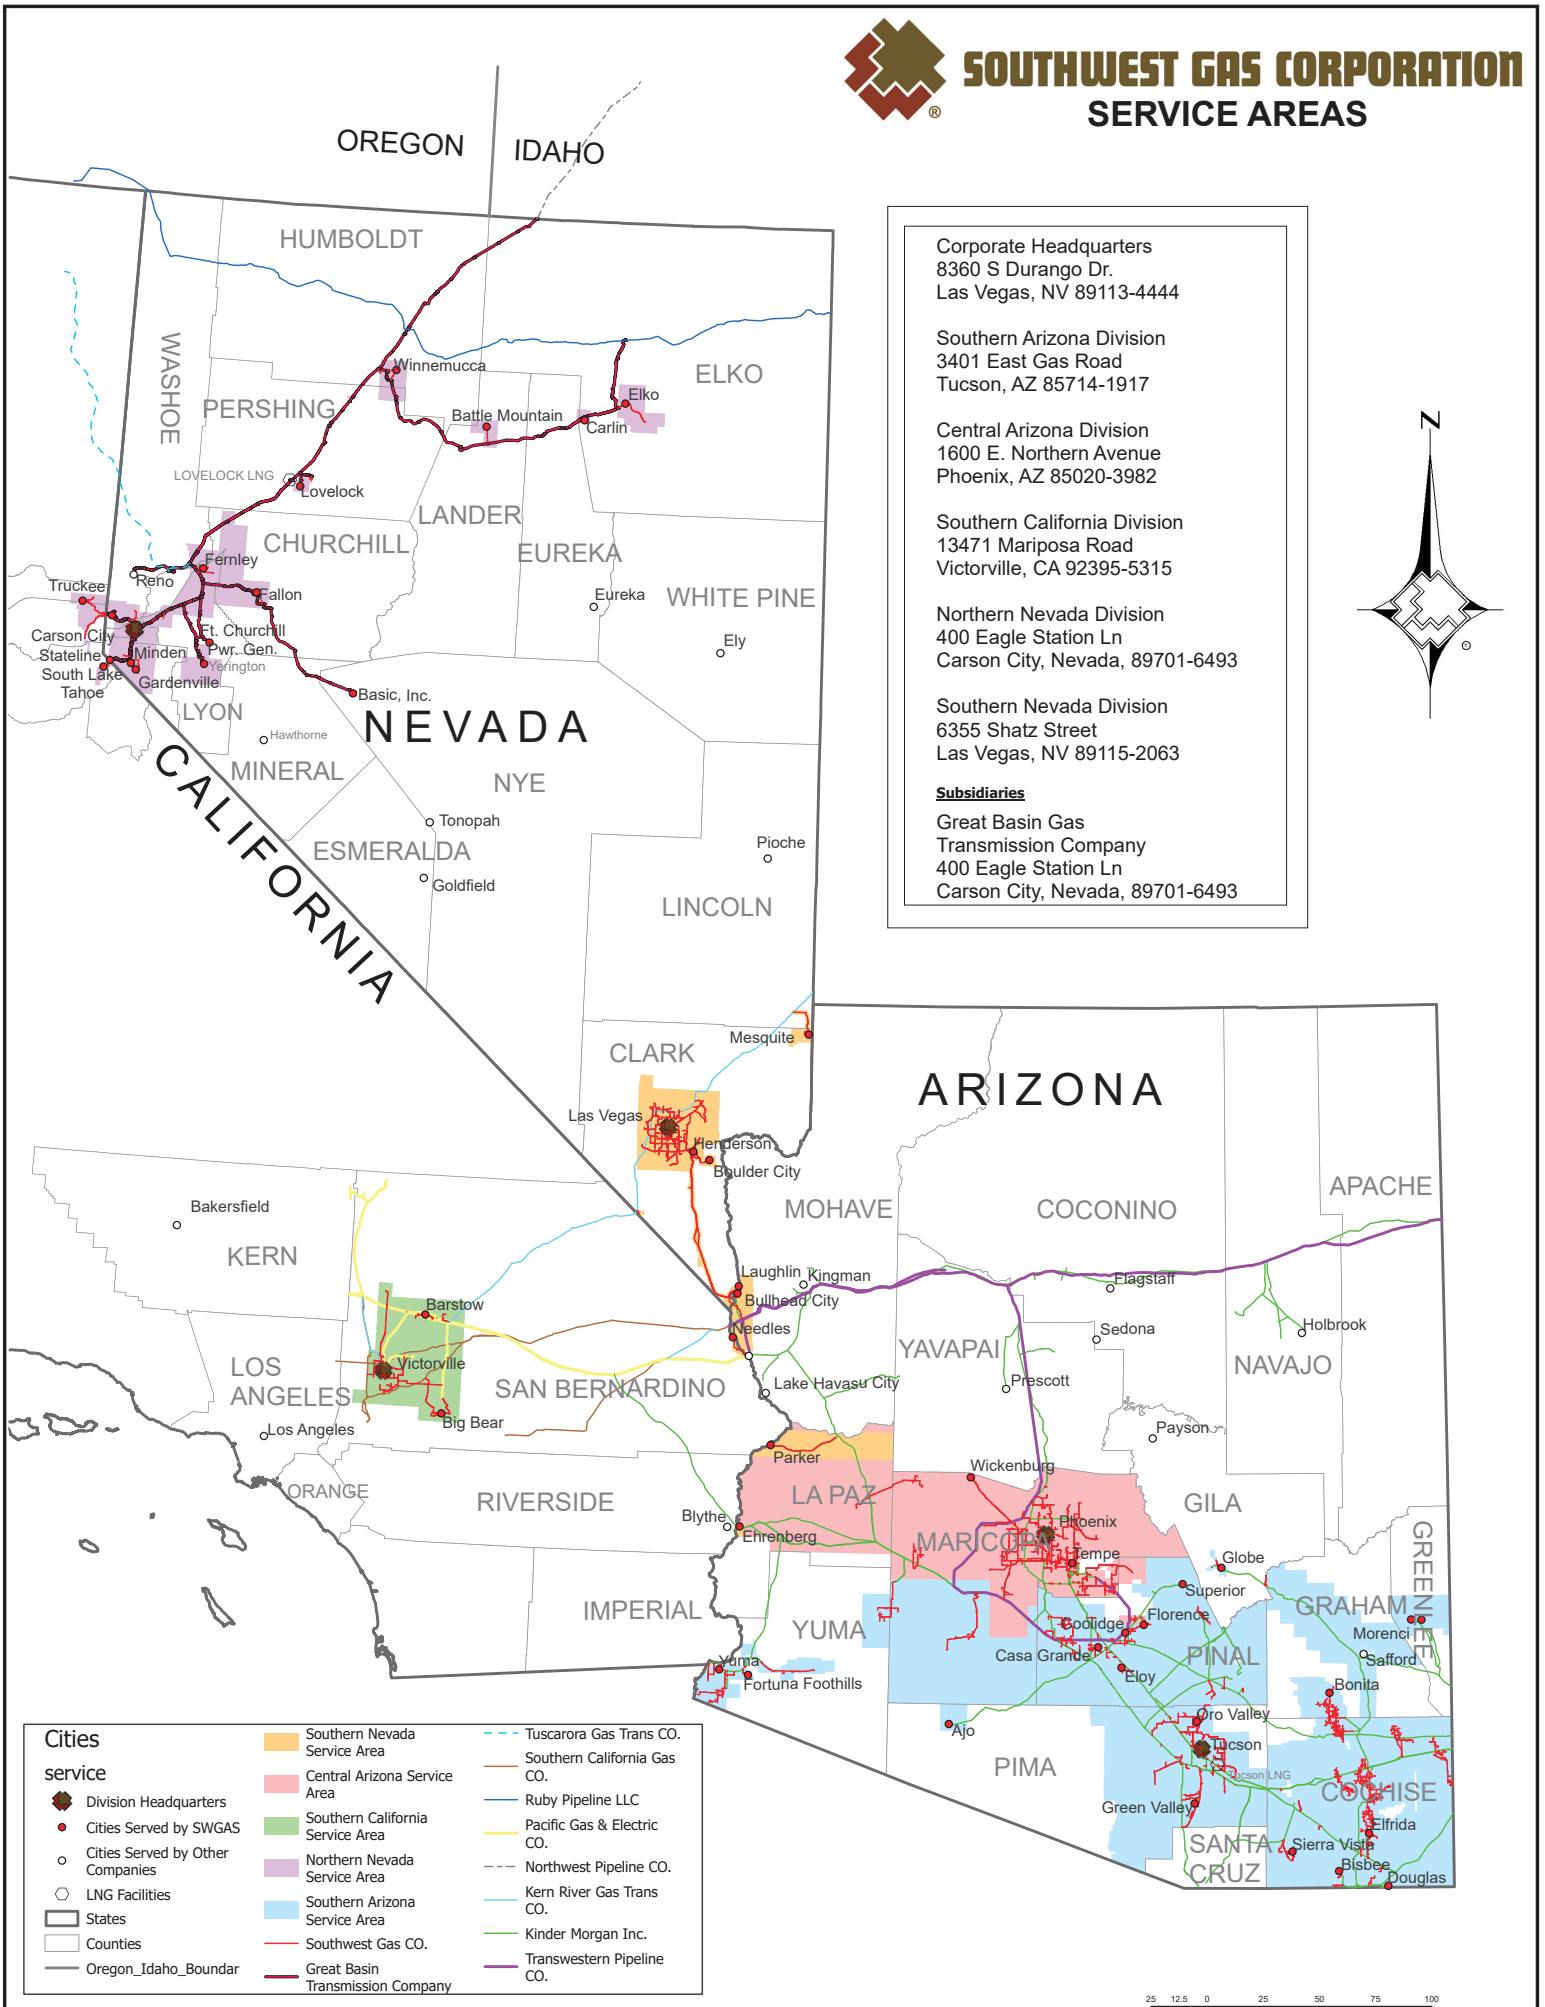 SOUTHWEST GAS CORPORATION
®
SERVICE AREAS
OREGON
IDAHO
Corporate Headquarters
8360 S Durango Dr.
Las Vegas, NV 89113-4444
Southern Arizona Division
3401 East Gas Road
Tucson, AZ 85714-1917
Central Arizona Division
1600 E. Northern Avenue
Phoenix, AZ 85020-3982
Southern California Division
13471 Mariposa Road
Victorville, CA 92395-5315
Northern Nevada Division
400 Eagle Station Ln
Carson City, Nevada, 89701-6493
Southern Nevada Division
6355 Shatz Street
Las Vegas, NV 89115-2063
Subsidiaries
Great Basin Gas
Transmission Company
400 Eagle Station Ln
Carson City, Nevada, 89701-6493
N
HUMBOLDT
WASHOE
Winnemucca
ELKO
Elko
PERSHING
Battle Mountain
Carlin
LOVELOCK LNG
Lovelock
LANDER
CHURCHILL
EUREKA
Fernley
Reno
Truckee
Fallon
Eureka
WHITE PINE
Carson City
Ft. Churchill
Pwr. Gen.
Ely
Stateline
Minden
Yerington
South Lake
Tahoe
Gardenville
Basic, Inc.
LYON
NEVADA
Hawthorne
CALIFORNIA
MINERAL
NYE
Tonopah
Pioche
ESMERALDA
Goldfield
LINCOLN
Mesquite
CLARK
ARIZONA
Las Vegas
Henderson
Boulder City
Bakersfield
MOHAVE
COCONINO
APACHE
KERN
Laughlin
Kingman
Flagstaff
Bullhead City
Barstow
Needles
Sedona
Holbrook
YAVAPAI
NAVAJO
LOS
ANGELES
Victorville
SAN BERNARDINO
Lake Havasu City
Prescott
Big Bear
Los Angeles
Payson
Parker
Wickenburg
ORANGE
RIVERSIDE
LA PAZ
GILA
Blythe
Ehrenberg
Phoenix
MARICOPA
Tempe
Globe
GREENLEE
Superior
IMPERIAL
YUMA
Coolidge
Florence
GRAHAM
Morenci
Casa Grande
PINAL
Safford
Yuma
Fortuna Foothills
Eloy
Bonita
Ajo
Oro Valley
Tucson
PIMA
Tucson LNG
COCHISE
Green Valley
Elfrida
SANTA
CRUZ
Sierra Vista
Bisbee
Douglas
Cities
service
Division Headquarters
Cities Served by SWGAS
Cities Served by Other
Companies
LNG Facilities
States
Counties
Oregon_Idaho_Boundar
Southern Nevada
Service Area
Central Arizona Service
Area
Southern California
Service Area
Northern Nevada
Service Area
Southern Arizona
Service Area
Southwest Gas CO.
Great Basin
Transmission Company
Tuscarora Gas Trans CO.
Southern California Gas
CO.
Ruby Pipeline LLC
Pacific Gas & Electric
CO.
Northwest Pipeline CO.
Kern River Gas Trans
CO.
Kinder Morgan Inc.
Transwestern Pipeline
CO.
25 12.5 0 25 50 75 100